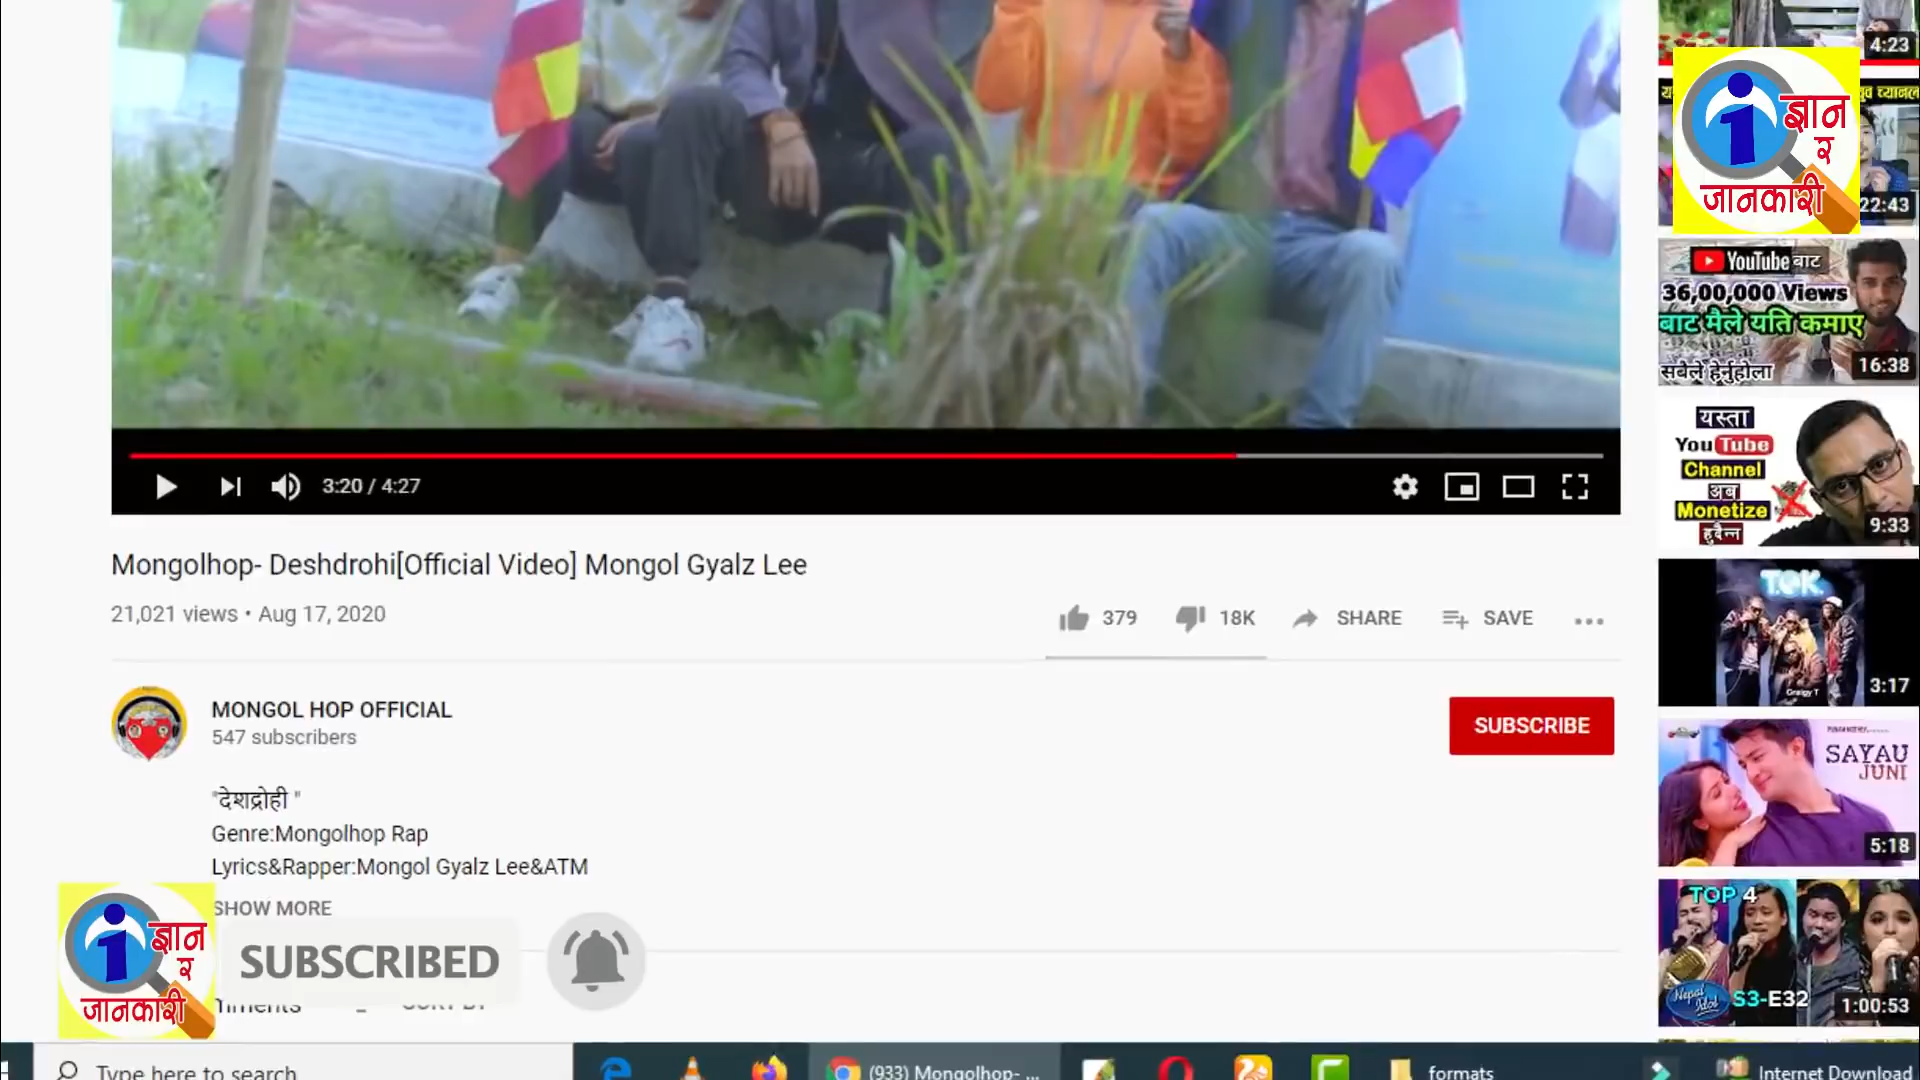 3:20 / 4:27
Mongolhop- Deshdrohi[Official Video] Mongol Gyalz Lee
21,021 views • Aug 17, 2020
379
18K
SHARE
SAVE
MONGOL HOP OFFICIAL
547 subscribers
SUBSCRIBE
"देशद्रोही "
Genre:Mongolhop Rap
Lyrics&Rapper:Mongol Gyalz Lee&ATM
SHOW MORE
SUBSCRIBED
ज्ञान
र
जानकारी
4:23
ज्ञान
र
जानकारी
22:43
YouTube बाट
36,00,000 Views
बाट मैले यति कमाए
सबैले हेर्नुहोला
16:38
यस्ता
YouTube
Channel
अब
Monetize
हुदैन्न
9:33
T.O.K.
Craigy T
3:17
SAYAU
JUNI
5:18
TOP 4
Nepal Idol
S3-E32
1:00:53
Type here to search
(933) Mongolhop- ...
formats
Internet Download